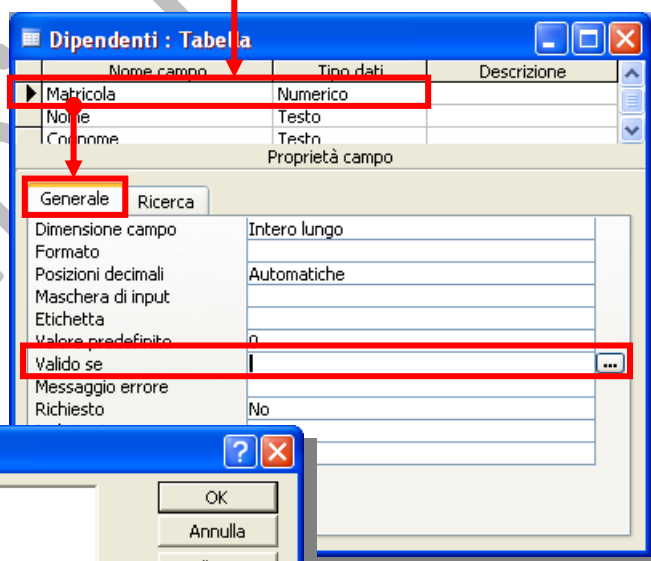 Dipendenti : Tabella
Nome campo Tipo dati Descrizione
Matricola Numerico
Nome Testo
Cognome Testo
Proprietà campo
Generale Ricerca
Dimensione campo Intero lungo
Formato
Posizioni decimali Automatiche
Maschera di input
Etichetta
Valore predefinito 0
Valido se ...
Messaggio errore
Richiesto No
? 
OK
Annulla